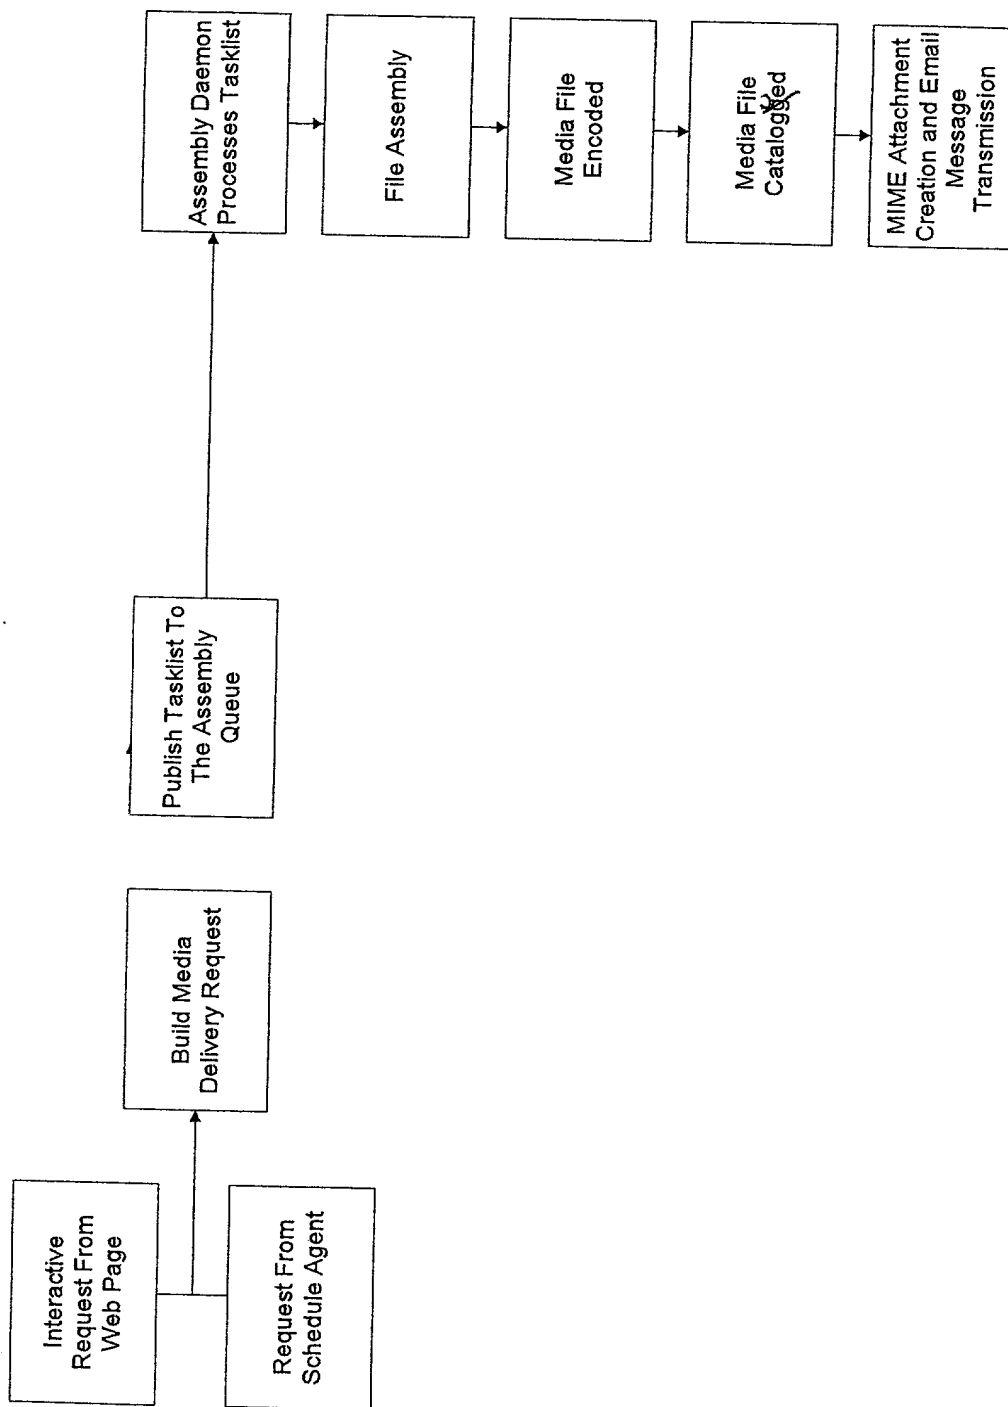 Interactive
Request From
Web Page
Request From
Schedule Agent
Build Media
Delivery Request
Publish Tasklist To
The Assembly
Queue
Assembly Daemon
Processes Tasklist
File Assembly
Media File
Encoded
Media File
Catalogged
MIME Attachment
Creation and Email
Message
Transmission